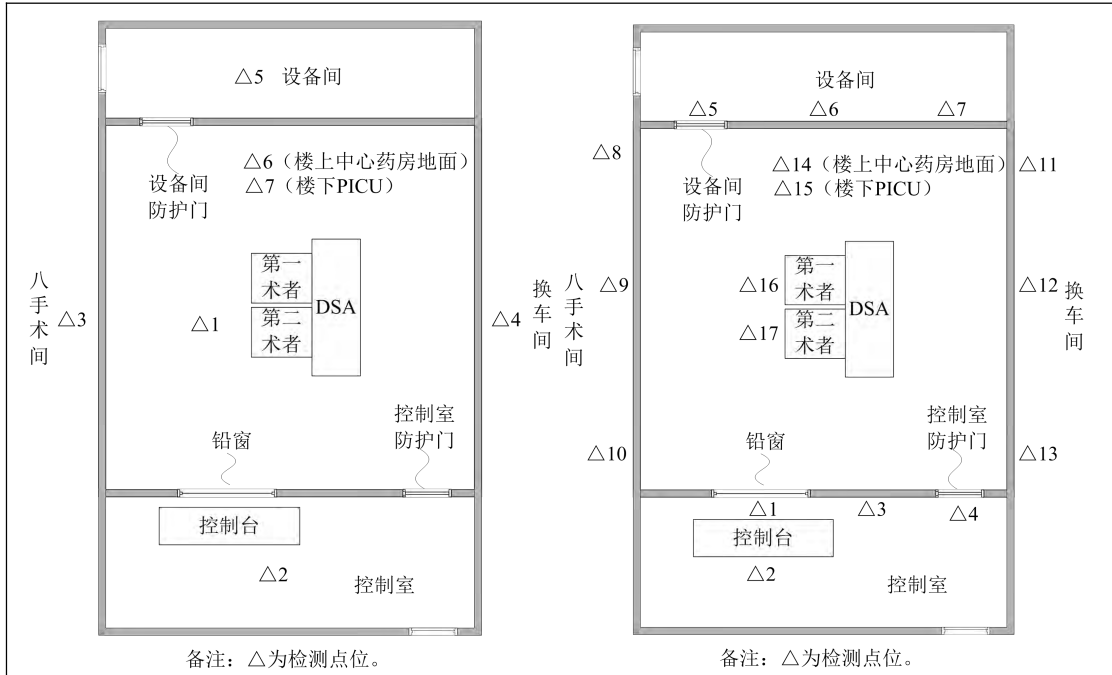 △5 设备间
△6（楼上中心药房地面）
△7（楼下PICU）
设备间
防护门
八手术间
△3
△1
第一
术者
第二
术者
DSA
△4
换车间
铅窗
控制室
防护门
控制台
△2
控制室
备注：△为检测点位。
设备间
△5
△6
△7
△8
△14（楼上中心药房地面）
△15（楼下PICU）
△11
设备间
防护门
八手术间
△9
△16
第一
术者
△17
第二
术者
DSA
△12
换车间
△10
铅窗
控制室
防护门
△13
△1
△3
△4
控制台
△2
控制室
备注：△为检测点位。